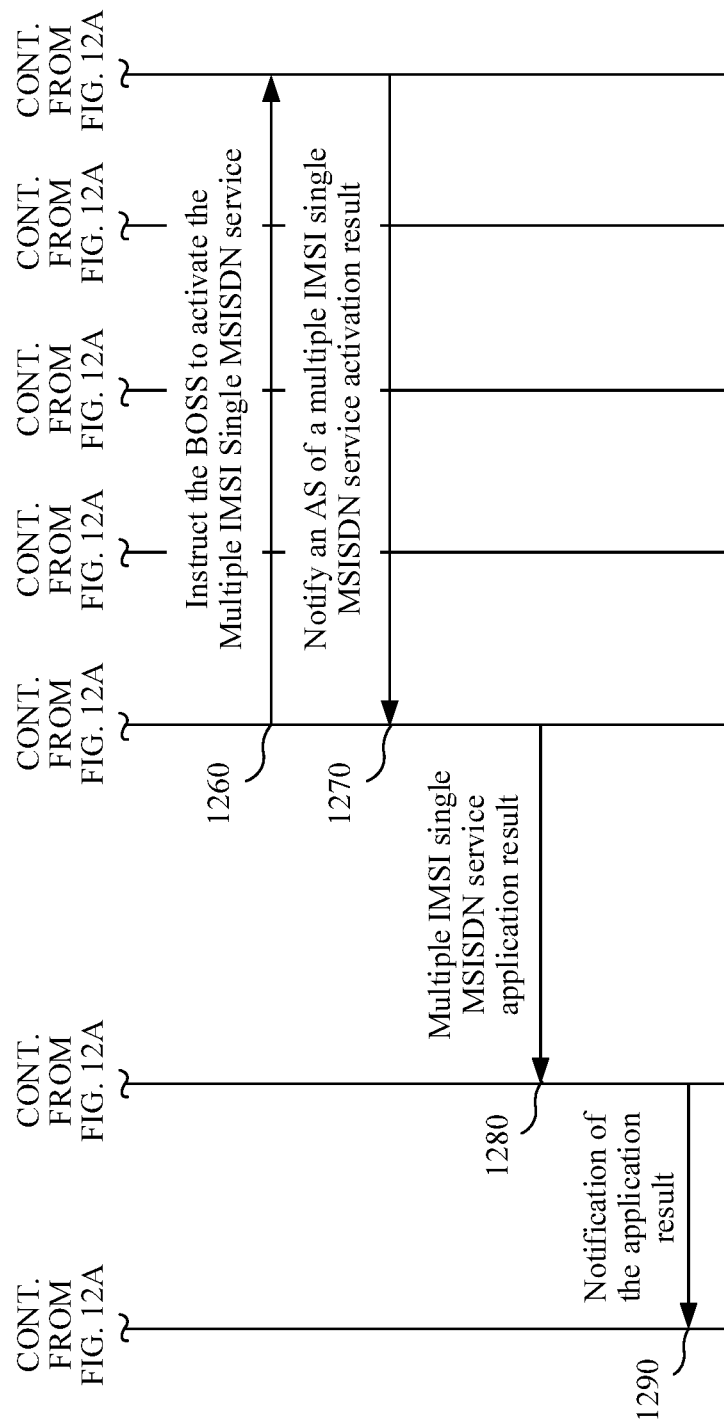 CONT.
FROM
FIG. 12A
CONT.
FROM
FIG. 12A
CONT.
FROM
FIG. 12A
CONT.
FROM
FIG. 12A
CONT.
FROM
FIG. 12A
CONT.
FROM
FIG. 12A
CONT.
FROM
FIG. 12A
1260
Instruct the BOSS to activate the
Multiple IMSI Single MSISDN service
1270
Notify an AS of a multiple IMSI single
MSISDN service activation result
Multiple IMSI single
MSISDN service
application result
1280
Notification of
the application
result
1290